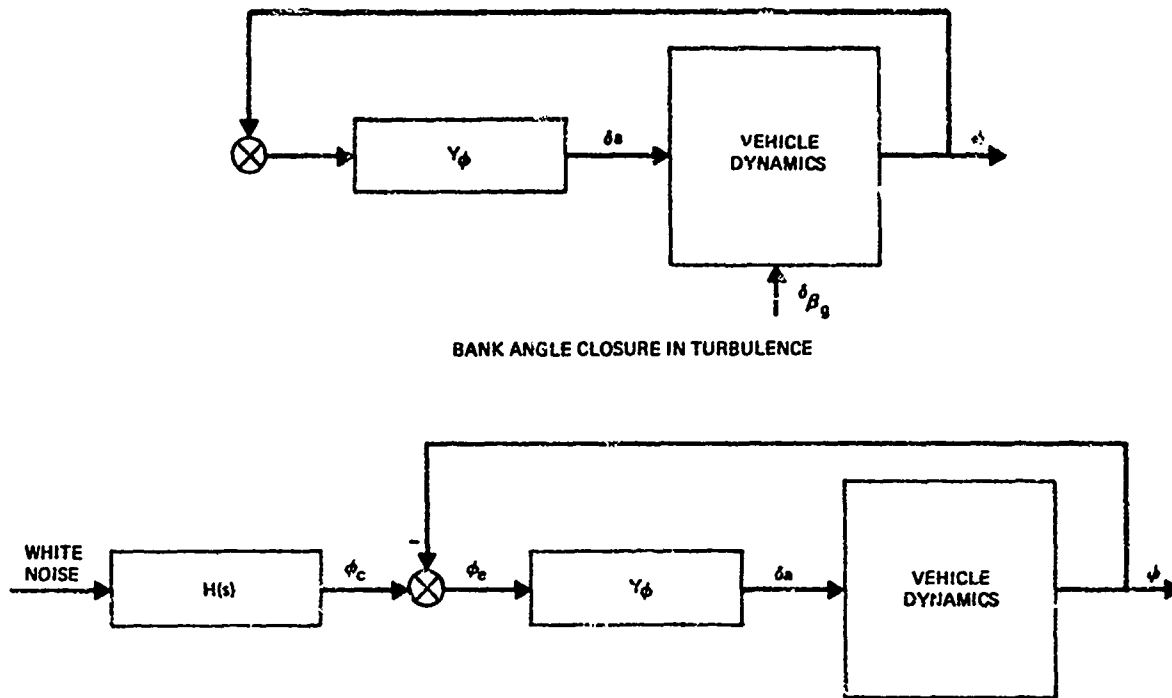 Yϕ
δa
VEHICLE
DYNAMICS
δβg
BANK ANGLE CLOSURE IN TURBULENCE
WHITE
NOISE
H(s)
ϕc
-
ϕe
Yϕ
δa
VEHICLE
DYNAMICS